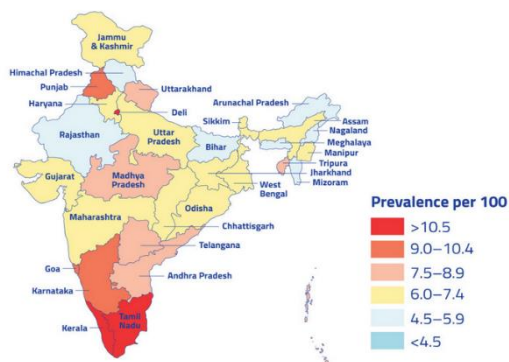 Jammu
& Kashmir
Himachal Pradesh
Punjab
Haryana
Uttarakhand
Deli
Arunachal Pradesh
Sikkim
Assam
Nagaland
Meghalaya
Manipur
Tripura
Jharkhand
Mizoram
Rajasthan
Uttar
Pradesh
Bihar
Gujarat
Madhya
Pradesh
West
Bengal
Odisha
Maharashtra
Chhattisgarh
Telangana
Goa
Andhra Pradesh
Karnataka
Tamil
Nadu
Kerala
Prevalence per 100
>10.5
9.0–10.4
7.5–8.9
6.0–7.4
4.5–5.9
<4.5